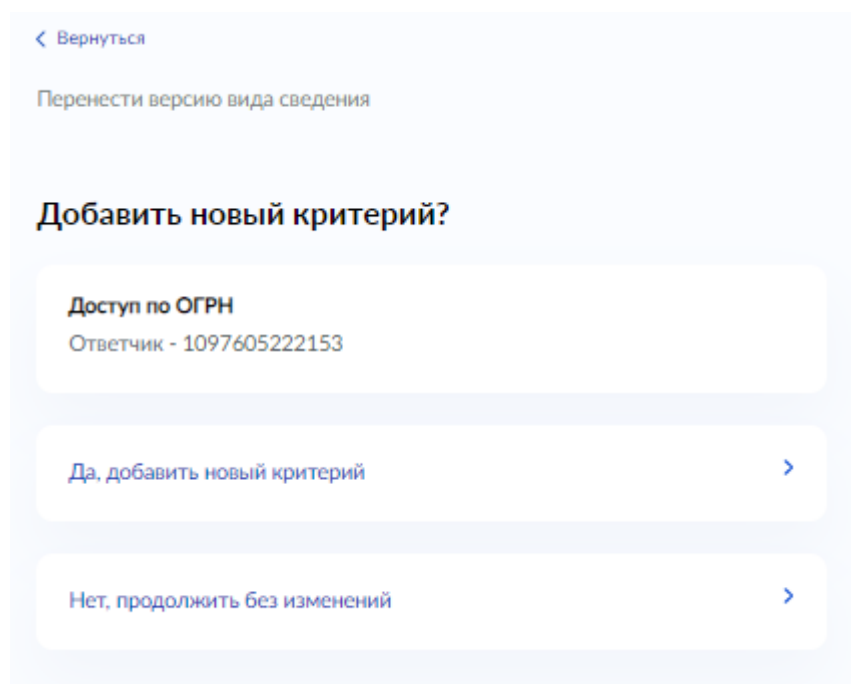 Вернуться
Перенести версию вида сведения
Добавить новый критерий?
Доступ по ОГРН
Ответчик - 1097605222153
Да, добавить новый критерий
Нет, продолжить без изменений